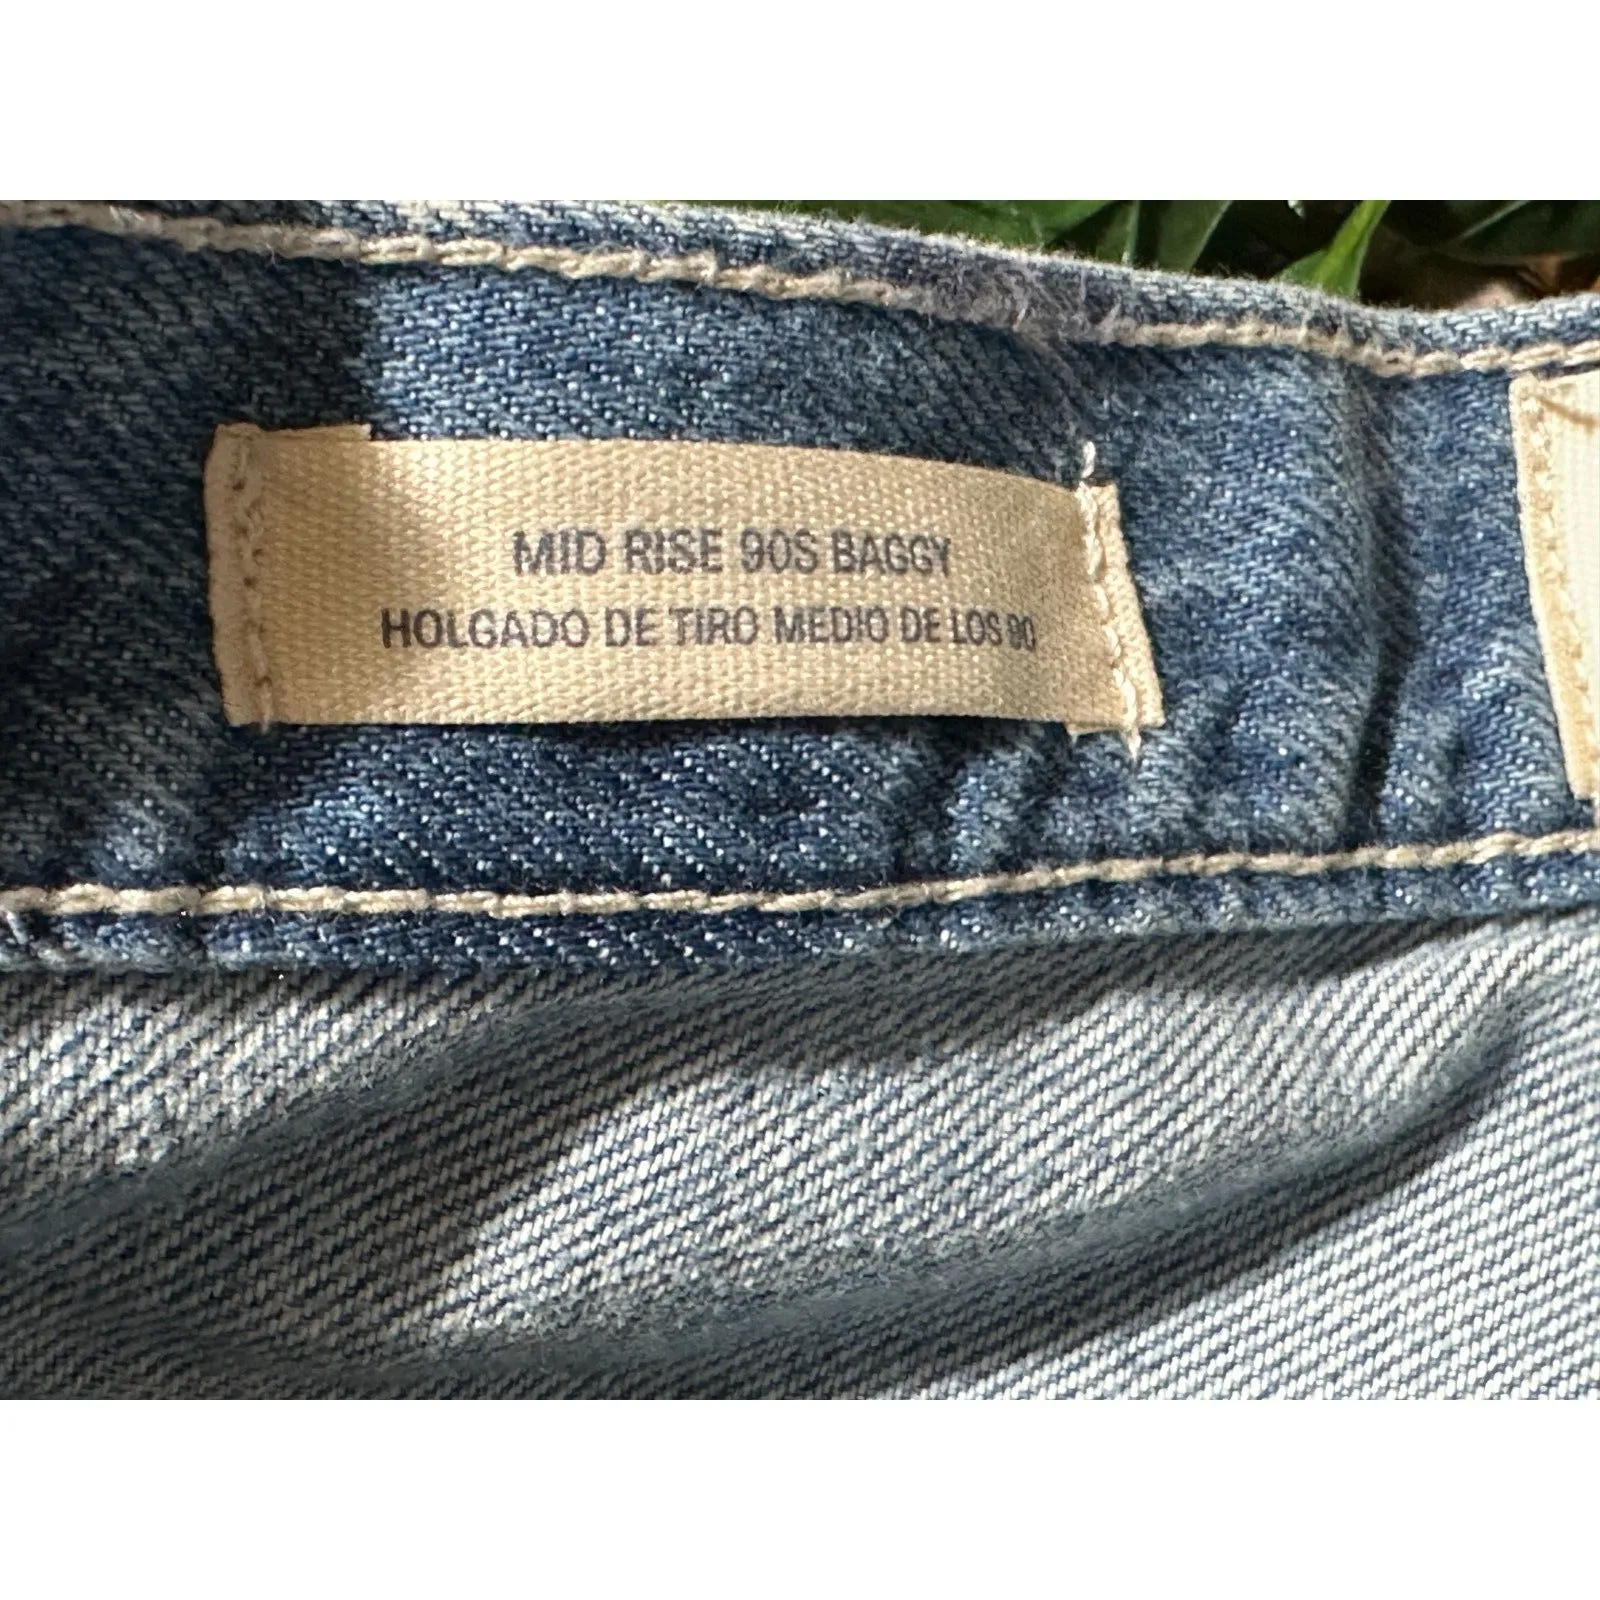 MID RISE 90S BAGGY
HOLGADO DE TIRO MEDIO DE LOS 90